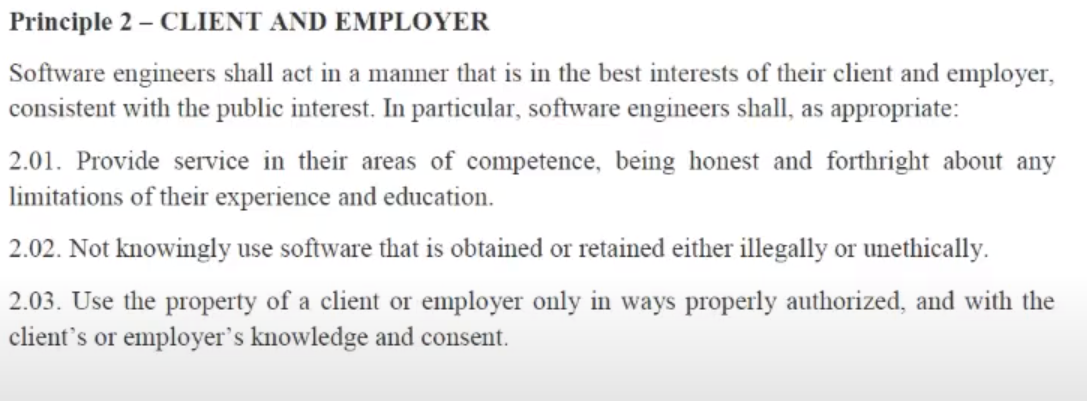 Principle 2 – CLIENT AND EMPLOYER
Software engineers shall act in a manner that is in the best interests of their client and employer,
consistent with the public interest. In particular, software engineers shall, as appropriate:
2.01. Provide service in their areas of competence, being honest and forthright about any
limitations of their experience and education.
2.02. Not knowingly use software that is obtained or retained either illegally or unethically.
2.03. Use the property of a client or employer only in ways properly authorized, and with the
client's or employer's knowledge and consent.